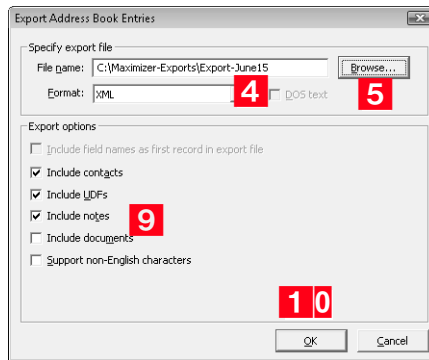 Export Address Book Entries
Specify export file
File name: C:\Maximizer-Exports\Export-June15 Browse...
Format: XML 4 DOS text 5
Export options
Include field names as first record in export file
Include contacts
Include UDFs
Include notes 9
Include documents
Support non-English characters
1 0
OK Cancel